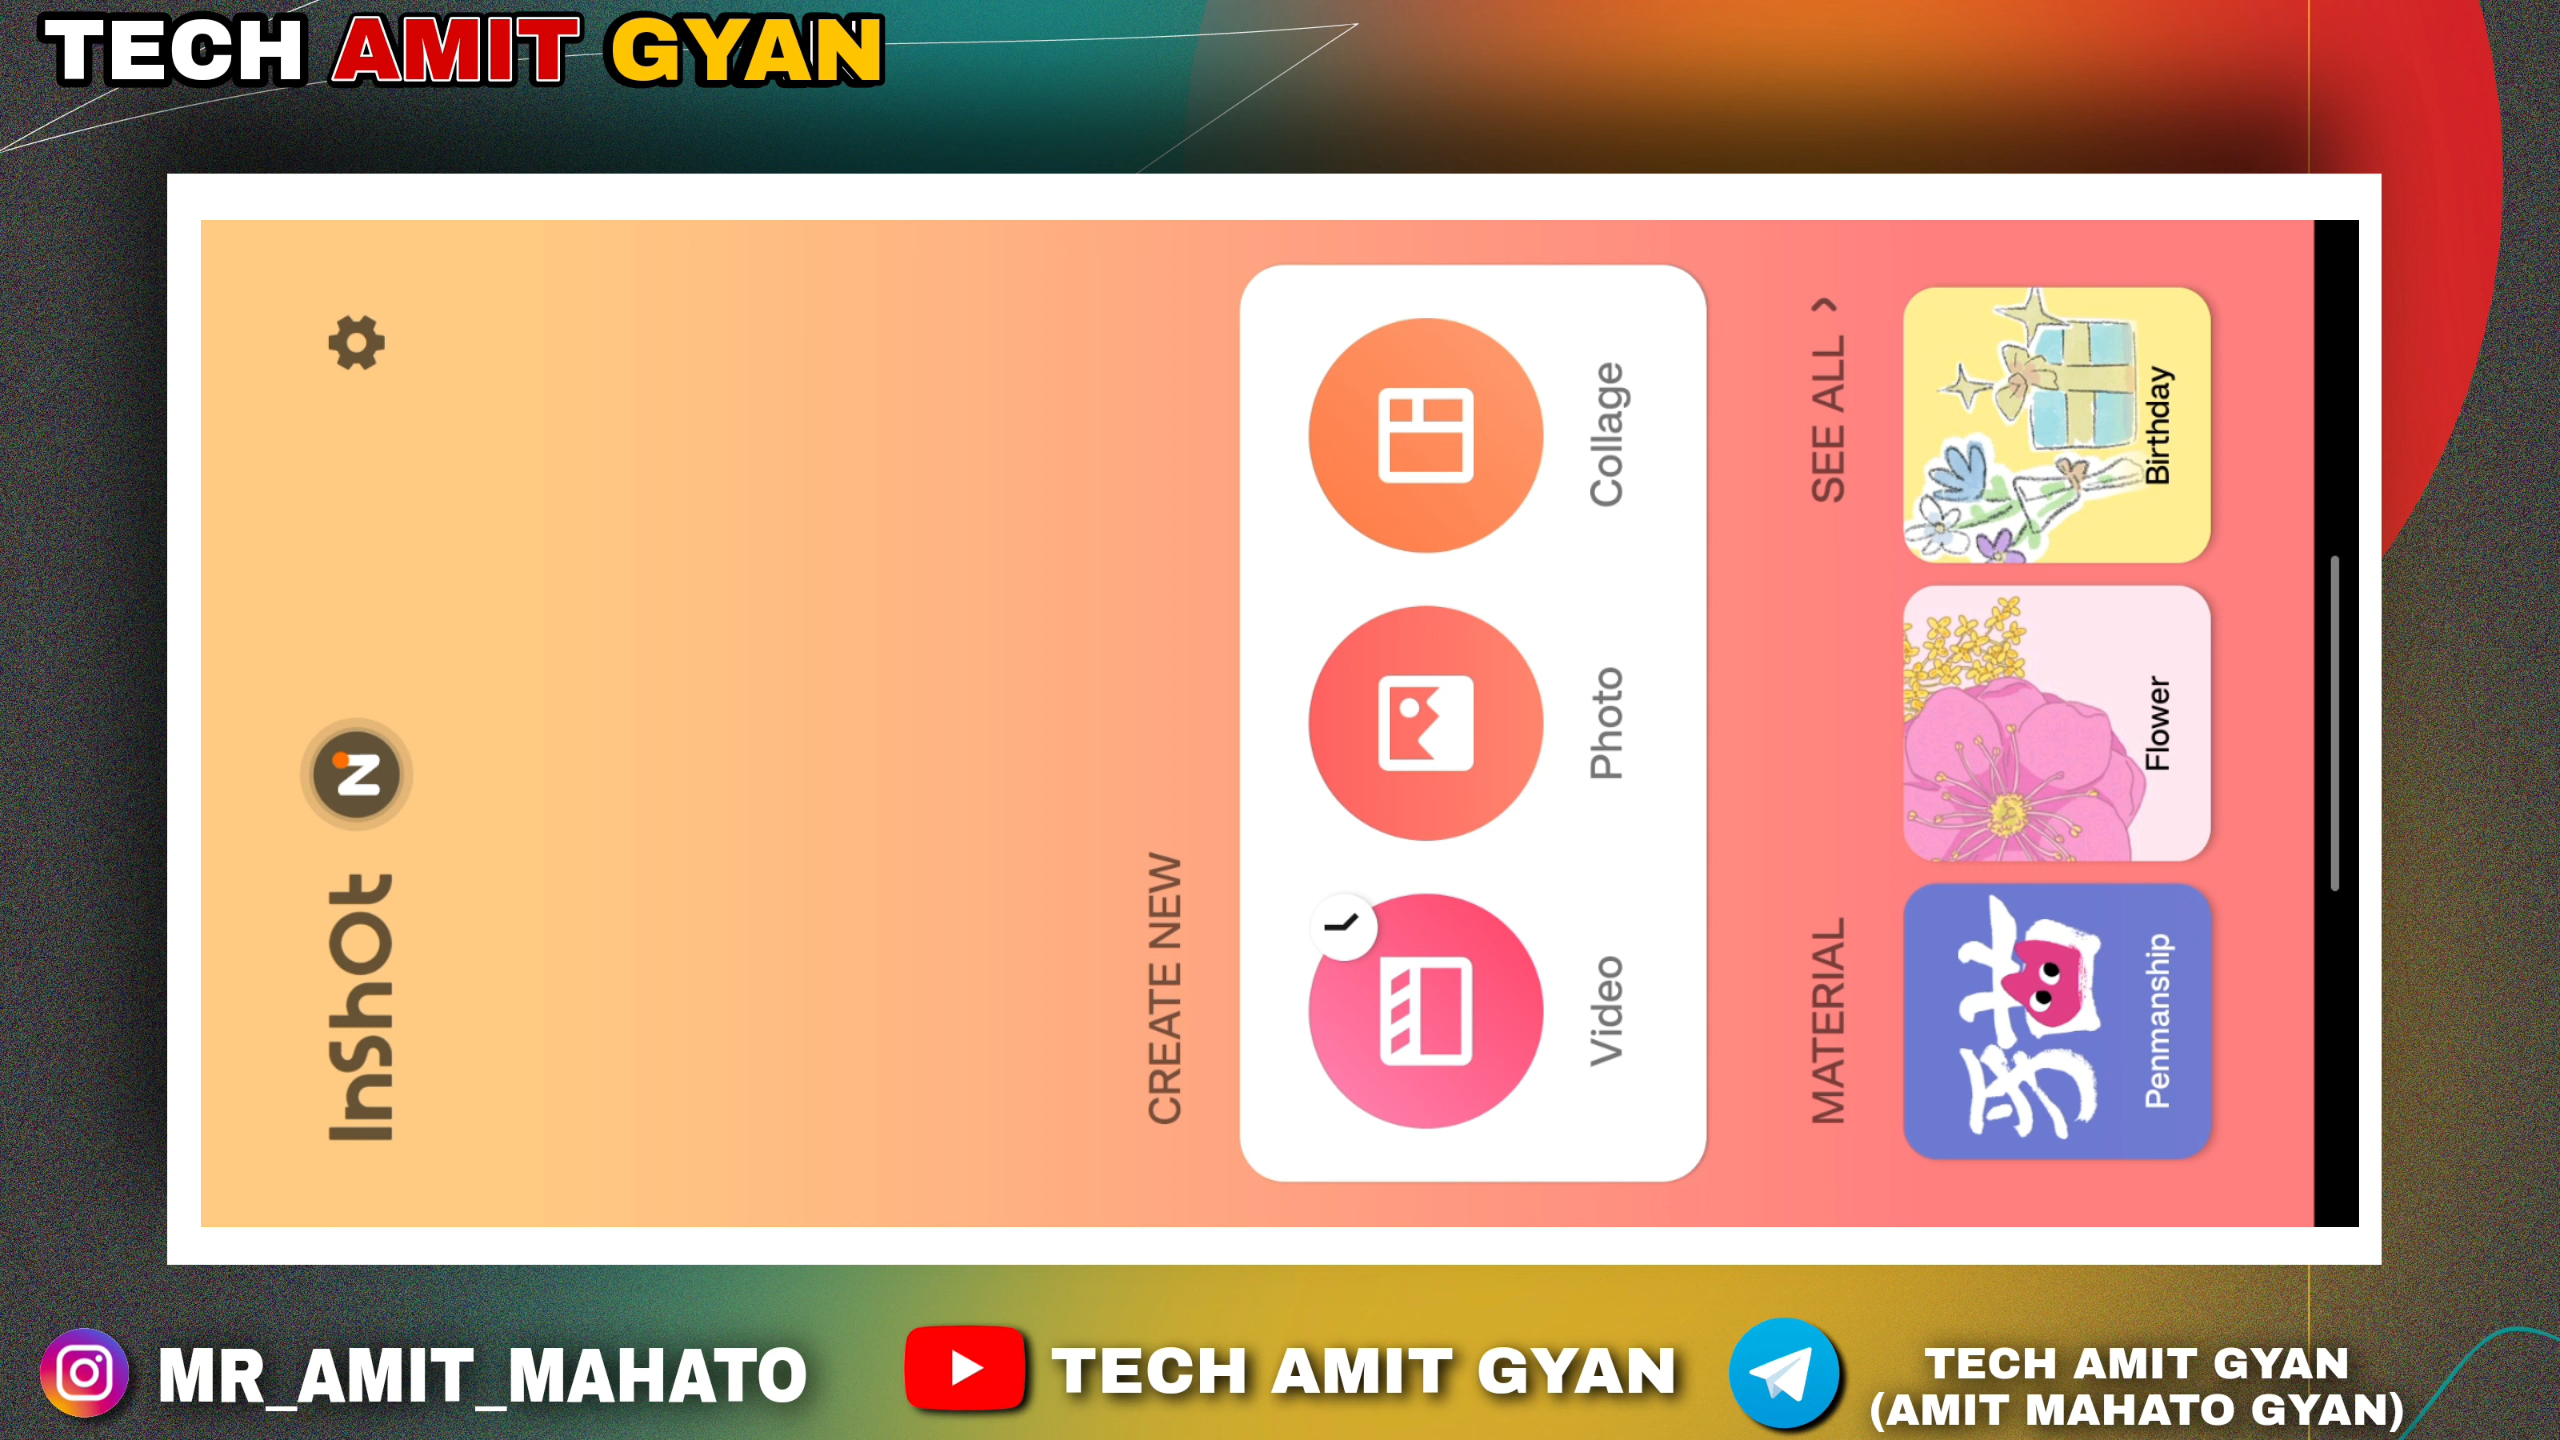 TECH AMIT GYAN
InShot
N
CREATE NEW
Video
Photo
Collage
MATERIAL
SEE ALL >
Penmanship
Flower
Birthday
MR_AMIT_MAHATO
TECH AMIT GYAN
TECH AMIT GYAN
(AMIT MAHATO GYAN)